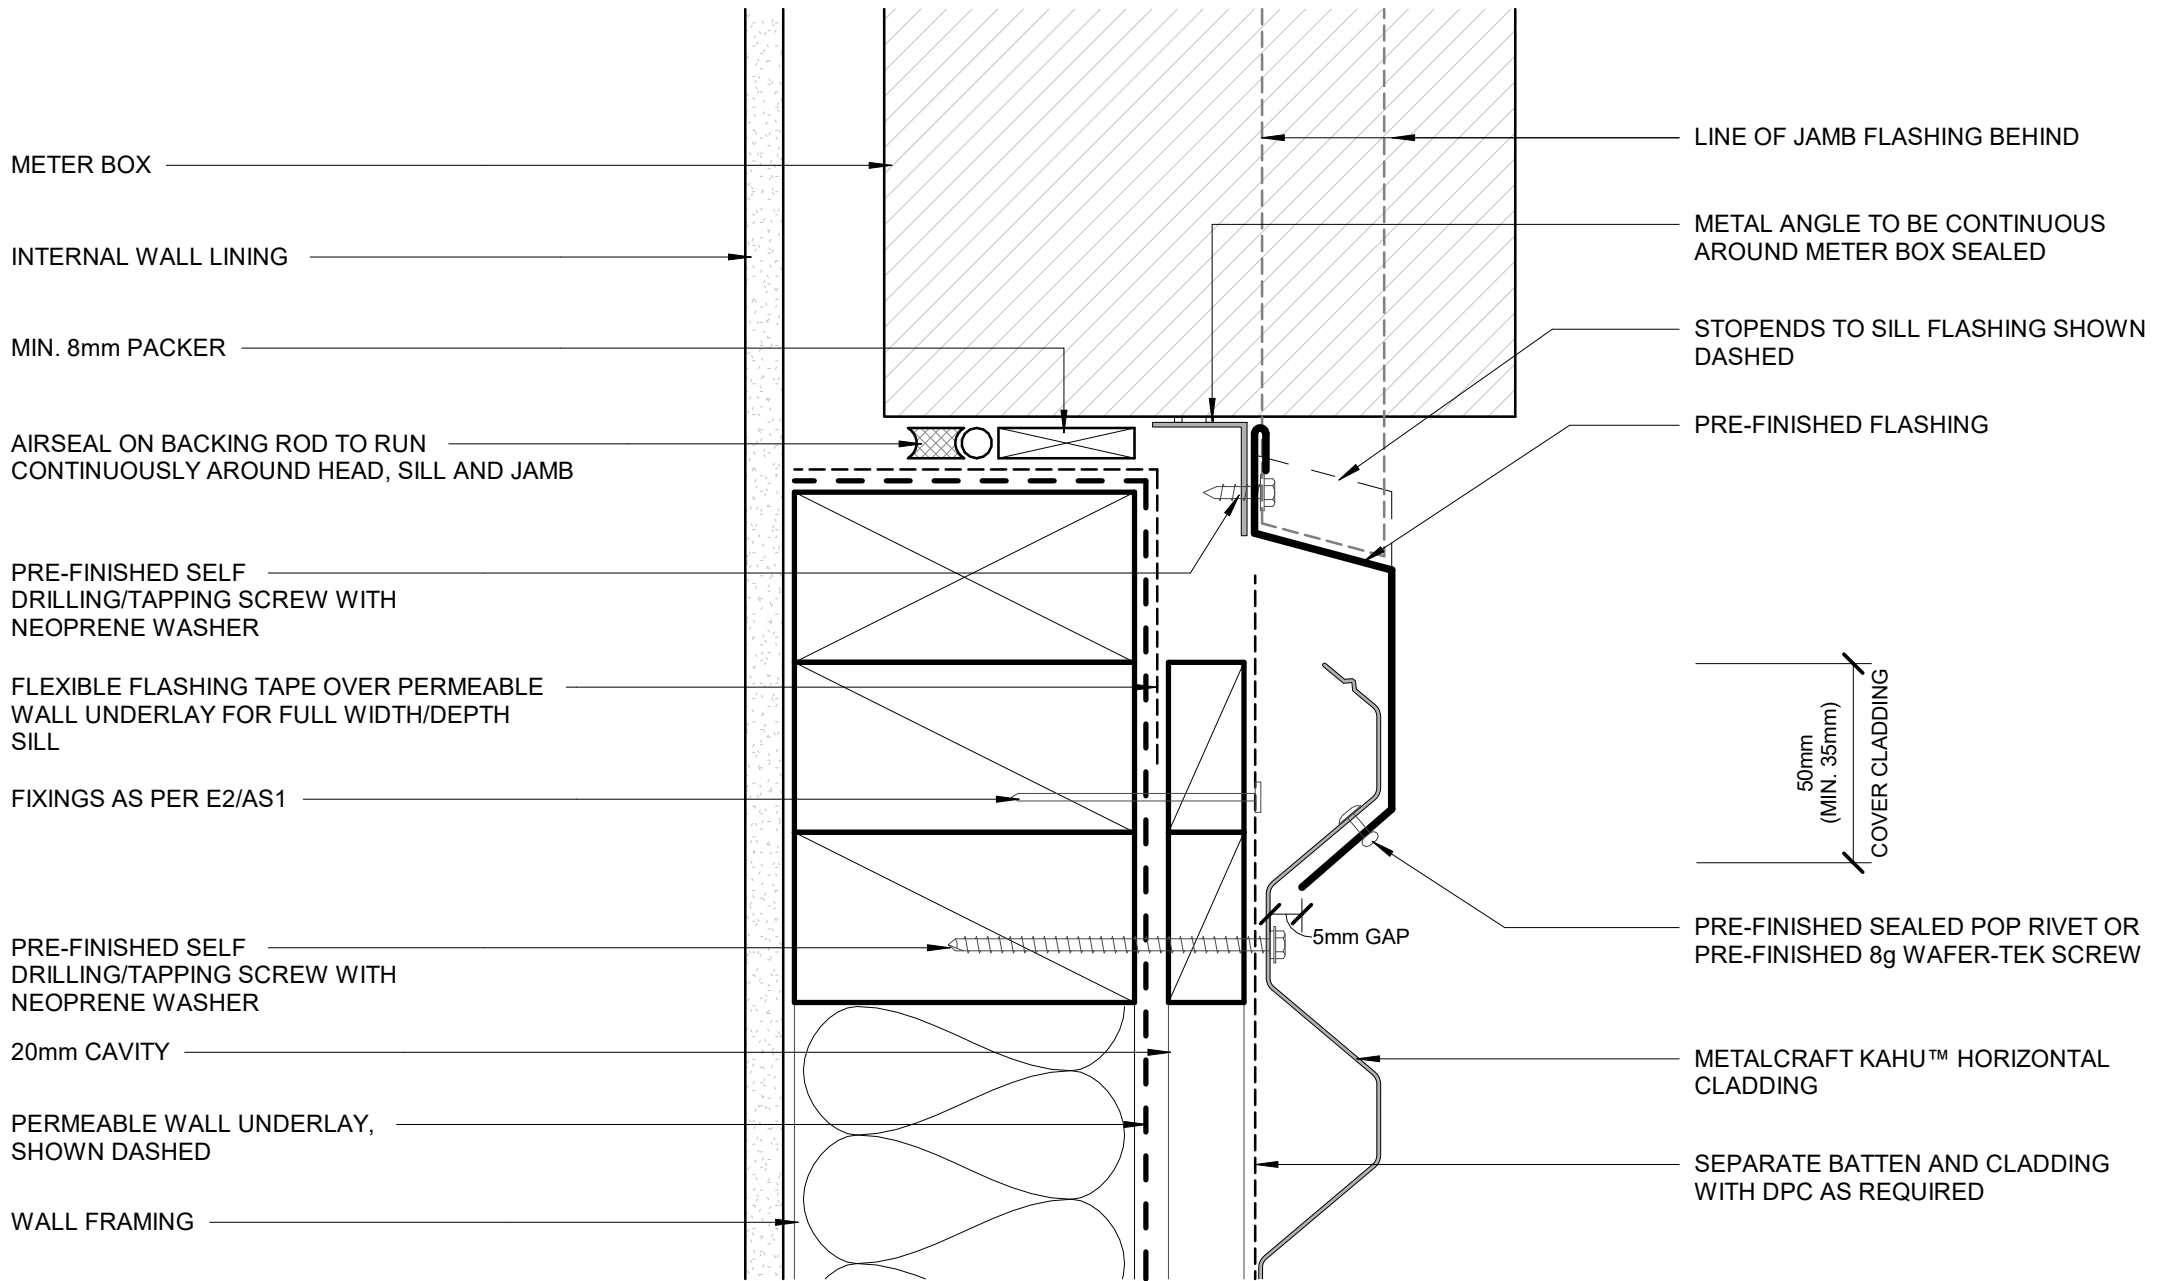 METER BOX
INTERNAL WALL LINING
MIN. 8mm PACKER
AIRSEAL ON BACKING ROD TO RUN
CONTINUOUSLY AROUND HEAD, SILL AND JAMB
PRE-FINISHED SELF
DRILLING/TAPPING SCREW WITH
NEOPRENE WASHER
FLEXIBLE FLASHING TAPE OVER PERMEABLE
WALL UNDERLAY FOR FULL WIDTH/DEPTH
SILL
FIXINGS AS PER E2/AS1
PRE-FINISHED SELF
DRILLING/TAPPING SCREW WITH
NEOPRENE WASHER
20mm CAVITY
PERMEABLE WALL UNDERLAY,
SHOWN DASHED
WALL FRAMING
5mm GAP
LINE OF JAMB FLASHING BEHIND
METAL ANGLE TO BE CONTINUOUS
AROUND METER BOX SEALED
STOPENDS TO SILL FLASHING SHOWN
DASHED
PRE-FINISHED FLASHING
50mm
(MIN. 35mm)
COVER CLADDING
PRE-FINISHED SEALED POP RIVET OR
PRE-FINISHED 8g WAFER-TEK SCREW
METALCRAFT KAHU™ HORIZONTAL
CLADDING
SEPARATE BATTEN AND CLADDING
WITH DPC AS REQUIRED